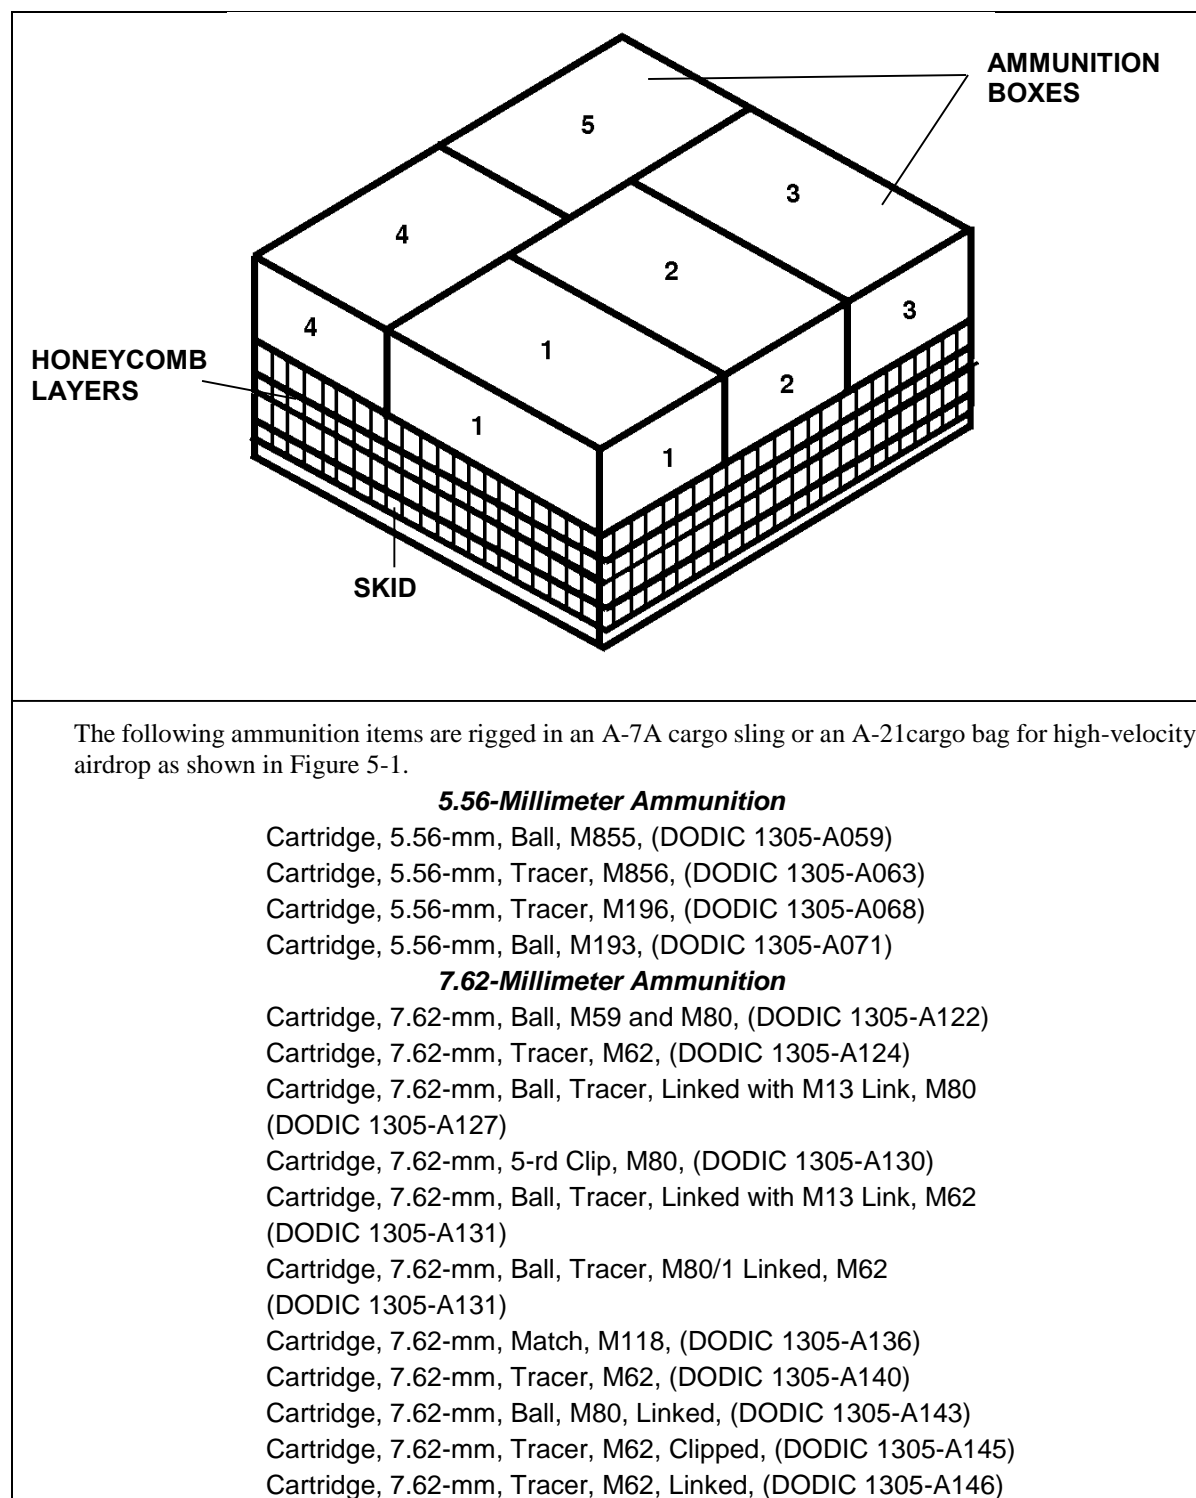 AMMUNITION
BOXES
5
3
4
2
3
4
1
2
1
1
HONEYCOMB
LAYERS
SKID
The following ammunition items are rigged in an A-7A cargo sling or an A-21cargo bag for high-velocity
airdrop as shown in Figure 5-1.
5.56-Millimeter Ammunition
Cartridge, 5.56-mm, Ball, M855, (DODIC 1305-A059)
Cartridge, 5.56-mm, Tracer, M856, (DODIC 1305-A063)
Cartridge, 5.56-mm, Tracer, M196, (DODIC 1305-A068)
Cartridge, 5.56-mm, Ball, M193, (DODIC 1305-A071)
7.62-Millimeter Ammunition
Cartridge, 7.62-mm, Ball, M59 and M80, (DODIC 1305-A122)
Cartridge, 7.62-mm, Tracer, M62, (DODIC 1305-A124)
Cartridge, 7.62-mm, Ball, Tracer, Linked with M13 Link, M80
(DODIC 1305-A127)
Cartridge, 7.62-mm, 5-rd Clip, M80, (DODIC 1305-A130)
Cartridge, 7.62-mm, Ball, Tracer, Linked with M13 Link, M62
(DODIC 1305-A131)
Cartridge, 7.62-mm, Ball, Tracer, M80/1 Linked, M62
(DODIC 1305-A131)
Cartridge, 7.62-mm, Match, M118, (DODIC 1305-A136)
Cartridge, 7.62-mm, Tracer, M62, (DODIC 1305-A140)
Cartridge, 7.62-mm, Ball, M80, Linked, (DODIC 1305-A143)
Cartridge, 7.62-mm, Tracer, M62, Clipped, (DODIC 1305-A145)
Cartridge, 7.62-mm, Tracer, M62, Linked, (DODIC 1305-A146)